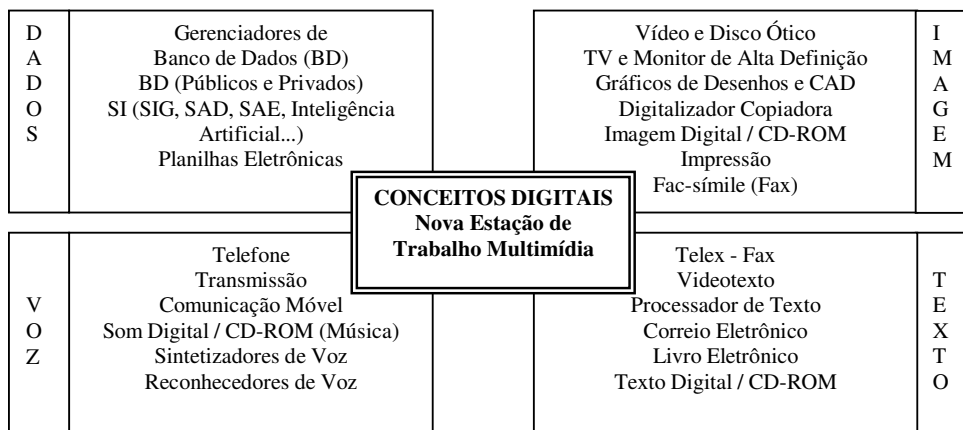 D
A
D
O
S
Gerenciadores de
Banco de Dados (BD)
BD (Públicos e Privados)
SI (SIG, SAD, SAE, Inteligência
Artificial...)
Planilhas Eletrônicas
Vídeo e Disco Ótico
TV e Monitor de Alta Definição
Gráficos de Desenhos e CAD
Digitalizador Copiadora
Imagem Digital / CD-ROM
Impressão
Fac-símile (Fax)
I
M
A
G
E
M
CONCEITOS DIGITAIS
Nova Estação de
Trabalho Multimídia
V
O
Z
Telefone
Transmissão
Comunicação Móvel
Som Digital / CD-ROM (Música)
Sintetizadores de Voz
Reconhecedores de Voz
Telex - Fax
Videotexto
Processador de Texto
Correio Eletrônico
Livro Eletrônico
Texto Digital / CD-ROM
T
E
X
T
O